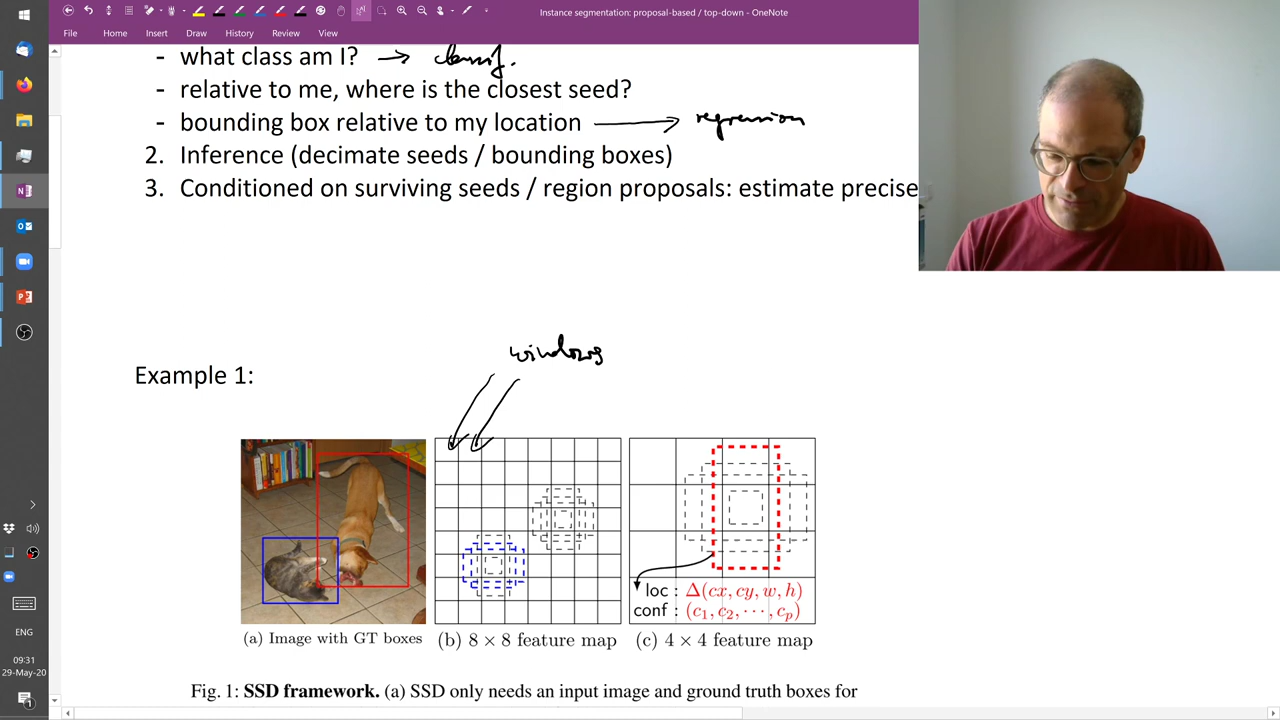 Instance segmentation: proposal-based / top-down - OneNote
File Home Insert Draw History Review View
- what class am I? → classif.
- relative to me, where is the closest seed?
- bounding box relative to my location → regression
2. Inference (decimate seeds / bounding boxes)
3. Conditioned on surviving seeds / region proposals: estimate precise
windows
Example 1:
loc : Δ(cx, cy, w, h)
conf : (c₁, c₂, ⋯, cₚ)
(a) Image with GT boxes (b) 8 × 8 feature map (c) 4 × 4 feature map
Fig. 1: SSD framework. (a) SSD only needs an input image and ground truth boxes for
ENG
09:31
29-May-20